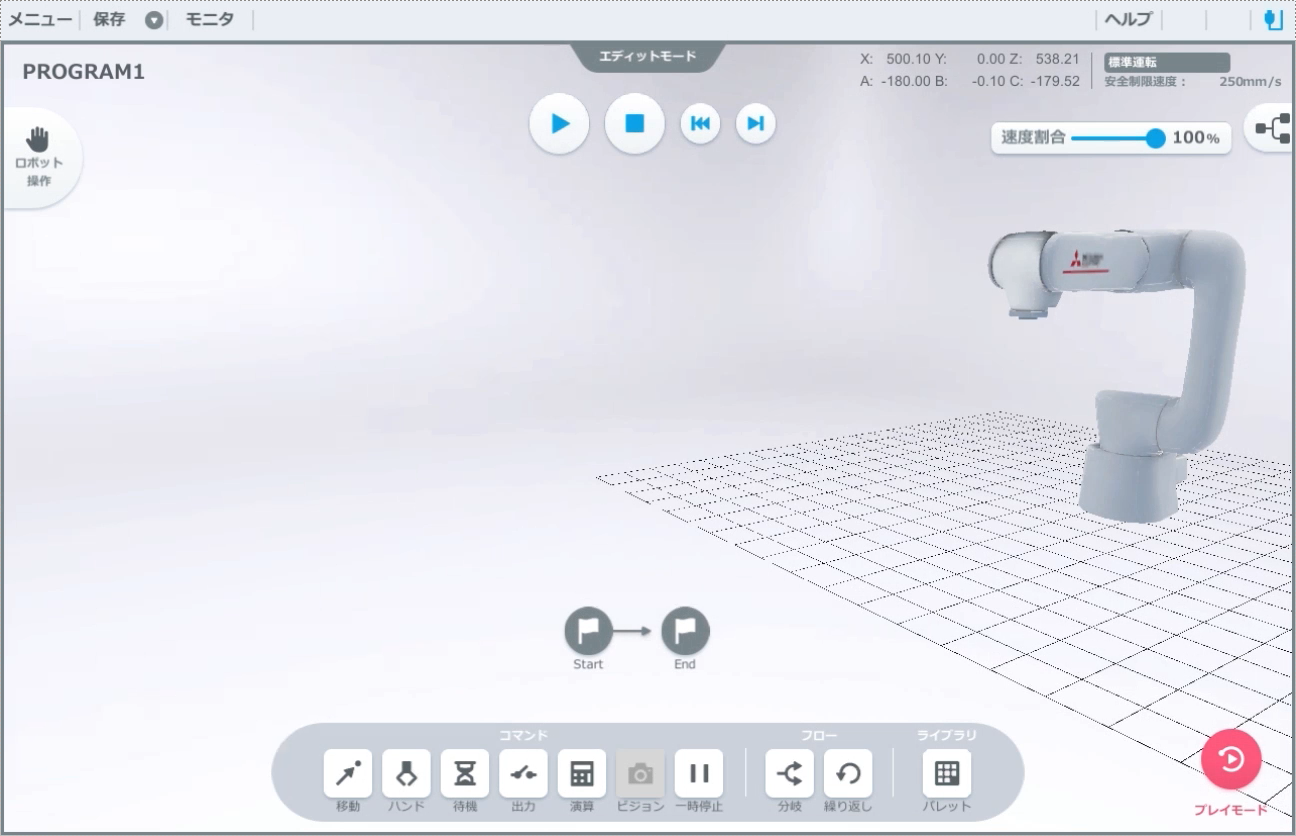 メニュー 保存 モニタ ヘルプ
エディットモード
PROGRAM1
X: 500.10 Y: 0.00 Z: 538.21
A: -180.00 B: -0.10 C: -179.52
標準運転
安全制限速度： 250mm/s
速度割合 100%
ロボット
操作
Start End
コマンド フロー ライブラリ
移動 ハンド 待機 出力 演算 ビジョン 一時停止 分岐 繰り返し パレット
プレイモード